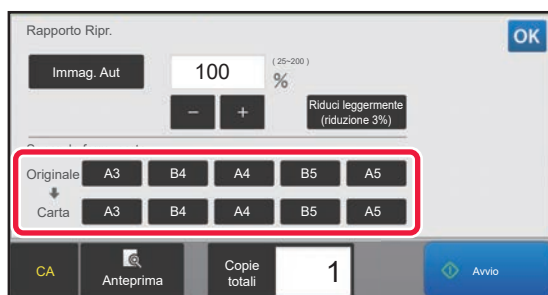 Rapporto Ripr.
OK
Immag. Aut
100
(25~200)
%
−
+
Riduci leggermente
(riduzione 3%)
Originale
A3 B4 A4 B5 A5
Carta
A3 B4 A4 B5 A5
CA
Anteprima
Copie
totali
1
Avvio